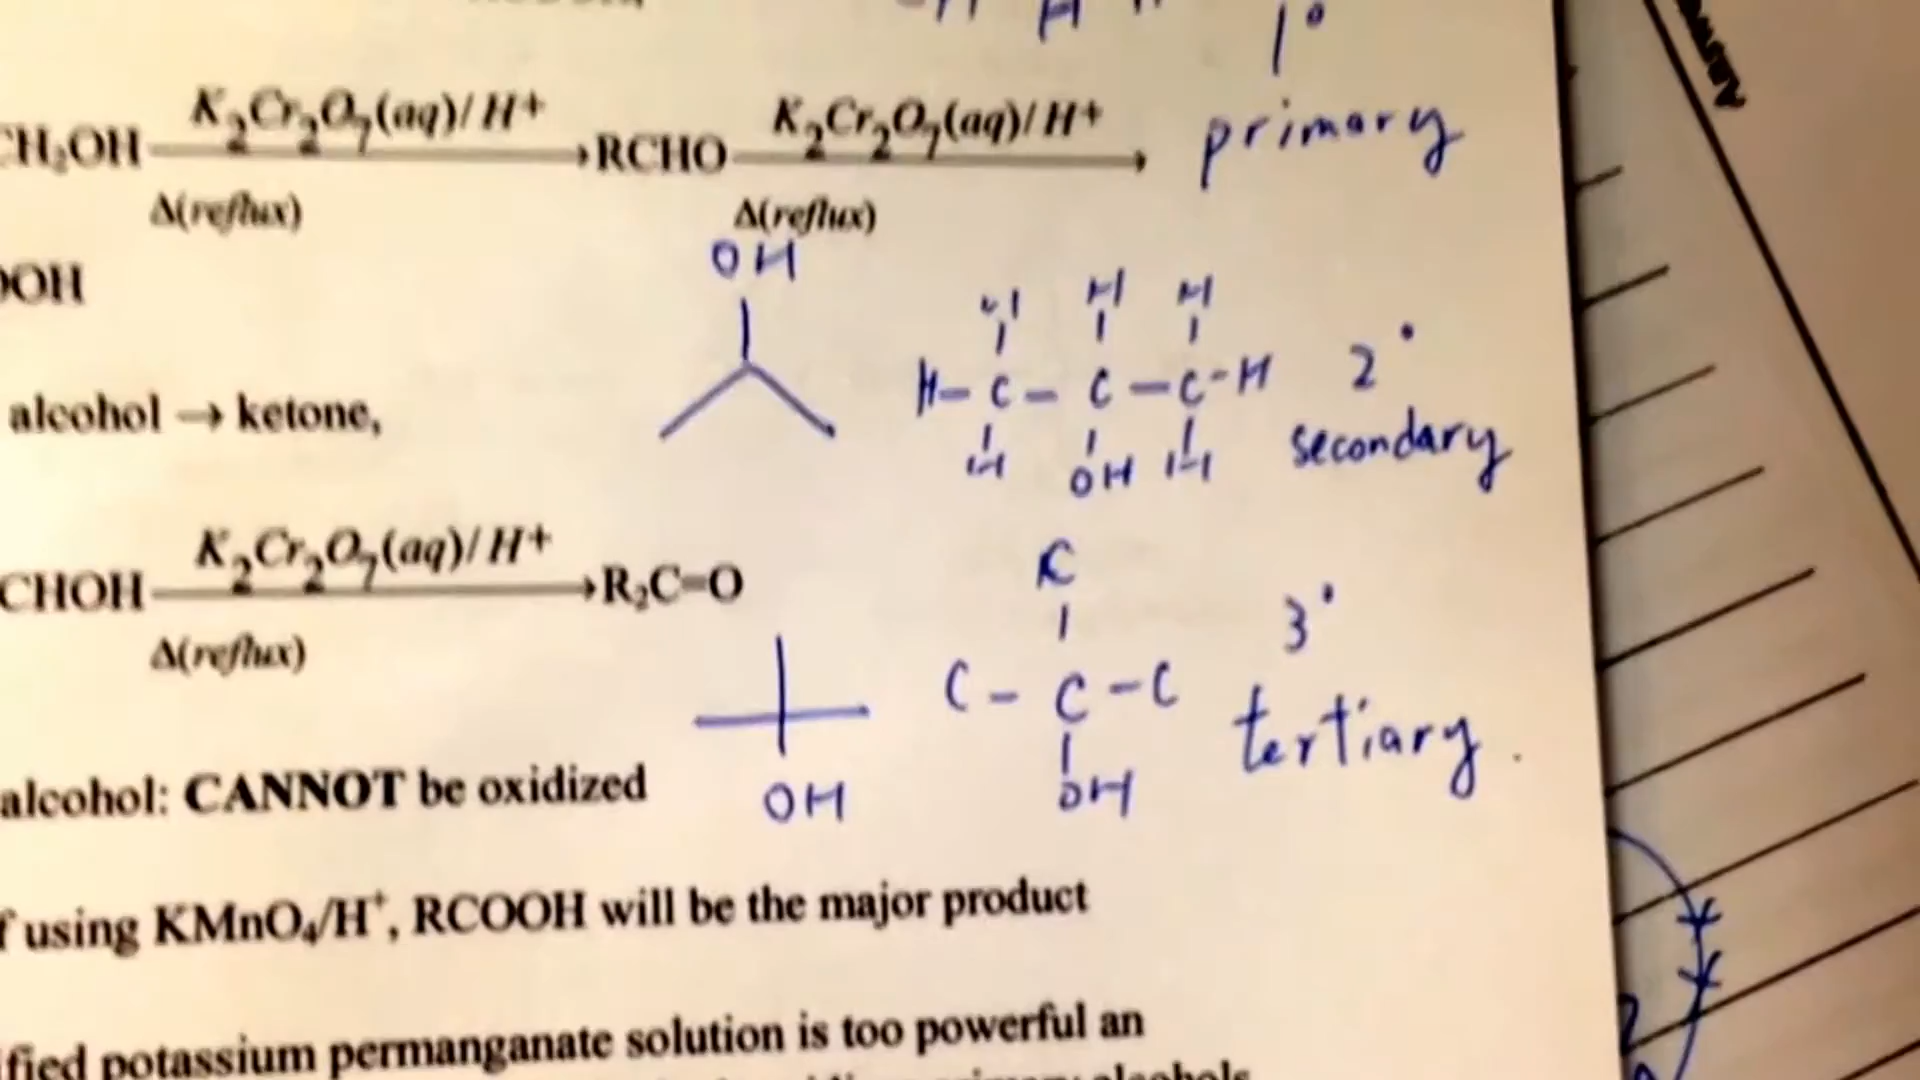 1°
K₂Cr₂O₇(aq)/H⁺ K₂Cr₂O₇(aq)/H⁺
CH₂OH → RCHO → primary
Δ(reflux) Δ(reflux)
OH
OOH
H H H
alcohol → ketone, H-C-C-C-H 2°
H OH H secondary
K₂Cr₂O₇(aq)/H⁺
CHOH → R₂C=O
Δ(reflux)
C
3°
C-C-C tertiary.
alcohol: CANNOT be oxidized OH OH
f using KMnO₄/H⁺, RCOOH will be the major product
ified potassium permanganate solution is too powerful an
primary alcohols